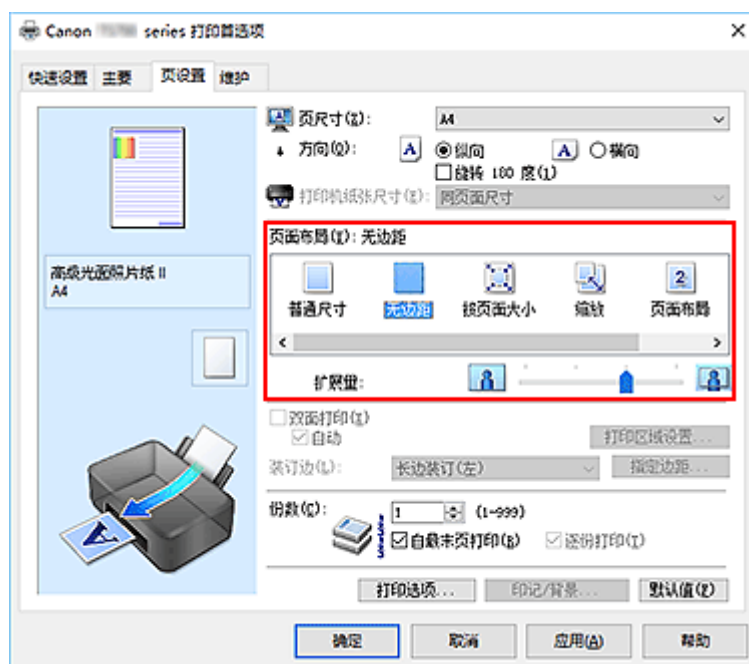 Canon series 打印首选项
快速设置 主要 页设置 维护
页尺寸(Z): A4
方向(O): A 纵向 A 横向
旋转 180 度(1)
打印机纸张尺寸(E): 同页面尺寸
页面布局(Y): 无边距
普通尺寸 无边距 按页面大小 缩放 页面布局
扩展量:
高级光面照片纸 II
A4
双面打印(X)
自动 打印区域设置...
装订边(L): 长边装订(左) 指定边距...
份数(C): 1 (1-999)
自最末页打印(R) 逐份打印(T)
打印选项... 印记/背景... 默认值
确定 取消 应用(A) 帮助